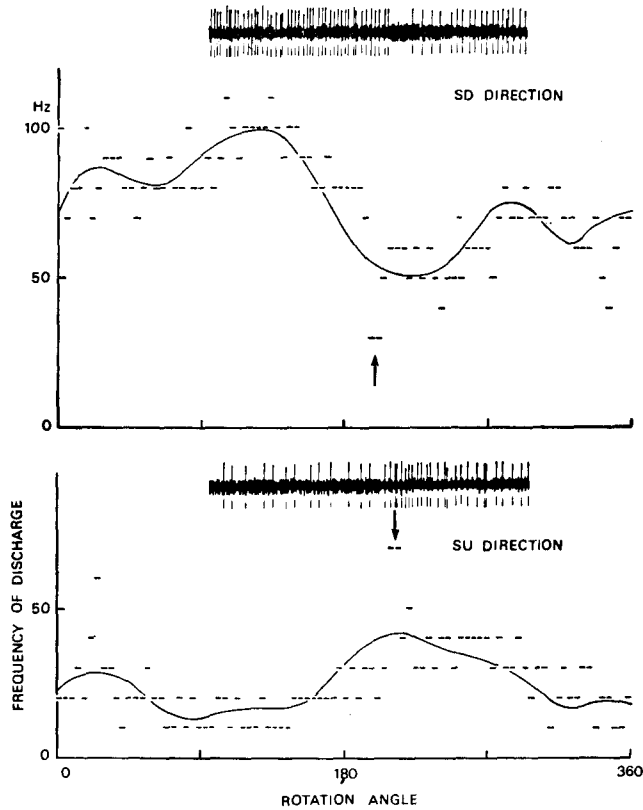 Hz
SD DIRECTION
100
50
0
SU DIRECTION
FREQUENCY OF DISCHARGE
50
0
0 180 360
ROTATION ANGLE